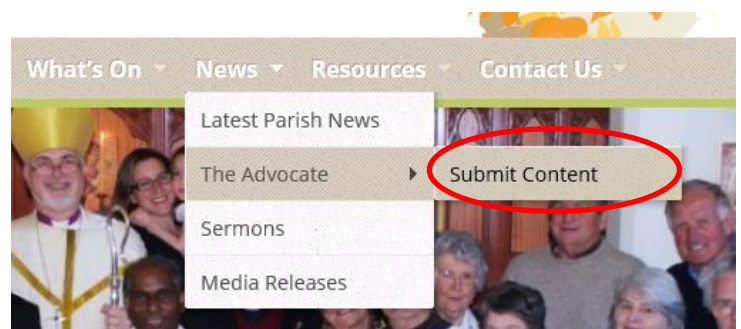 What's On News Resources Contact Us
Latest Parish News
The Advocate Submit Content
Sermons
Media Releases